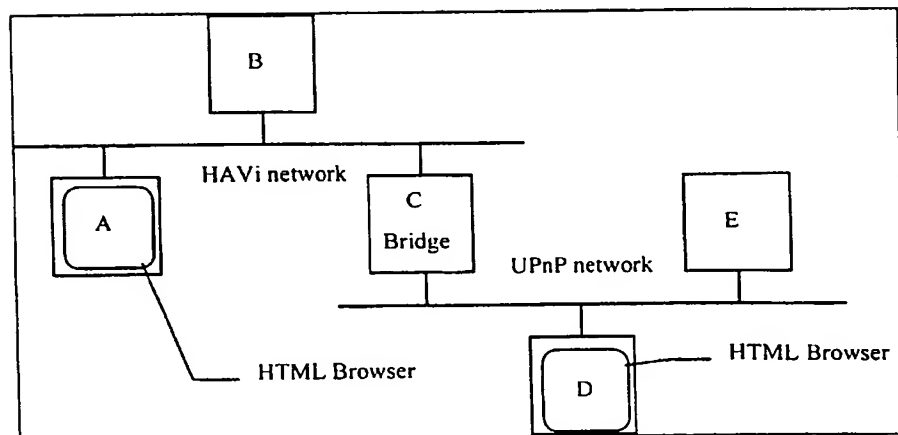 B
HAVi network
A
C
Bridge
E
UPnP network
HTML Browser
HTML Browser
D